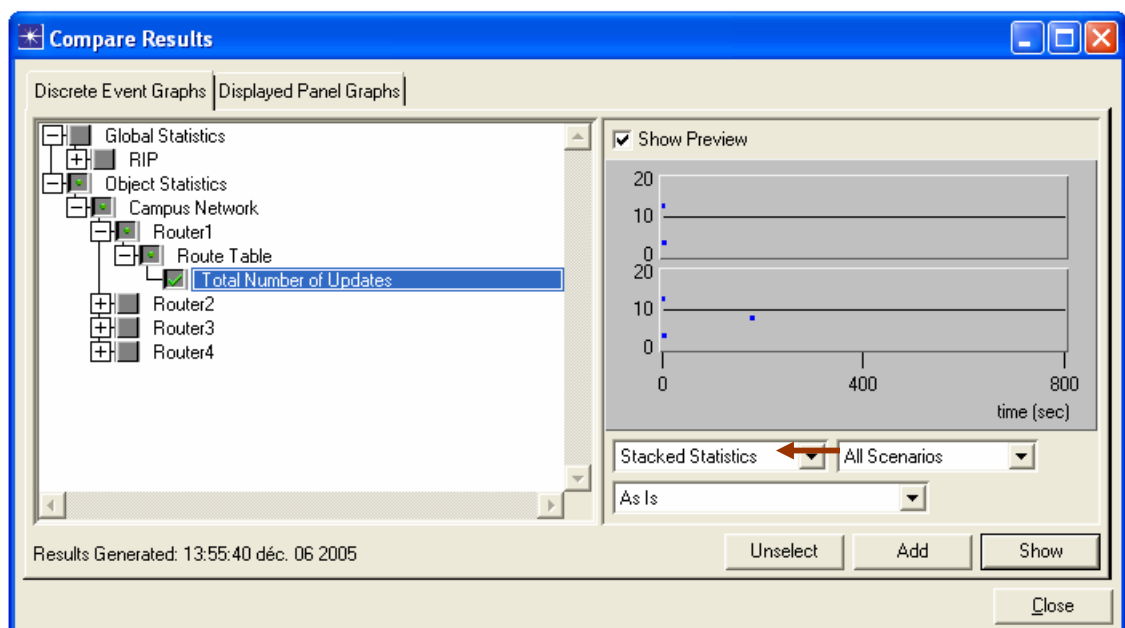 Compare Results
Discrete Event Graphs Displayed Panel Graphs
Global Statistics
RIP
Object Statistics
Campus Network
Router1
Route Table
Total Number of Updates
Router2
Router3
Router4
Show Preview
20
10
0
20
10
0
0 400 800
time (sec)
Stacked Statistics All Scenarios
As Is
Results Generated: 13:55:40 déc. 06 2005
Unselect Add Show
Close